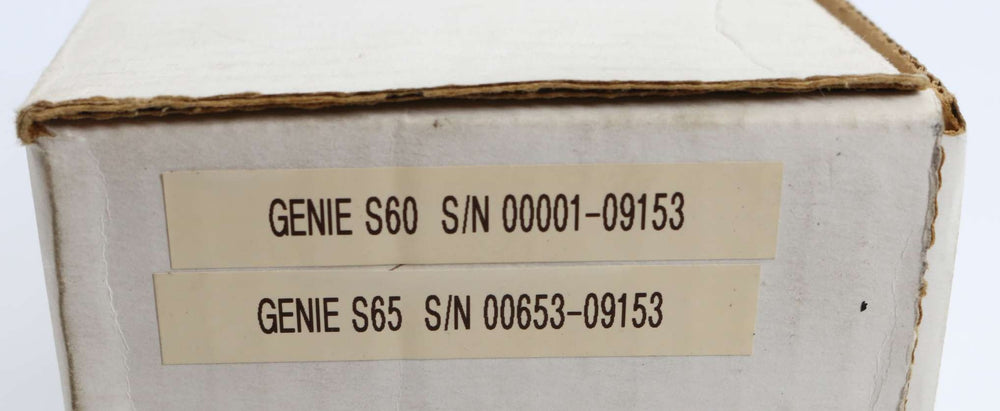 GENIE S60 S/N 00001-09153
GENIE S65 S/N 00653-09153